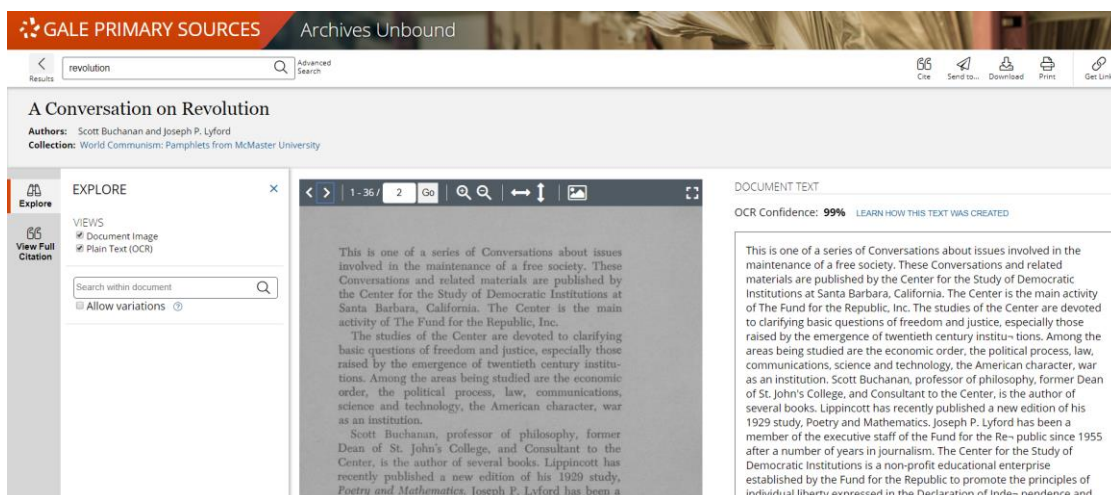 GALE PRIMARY SOURCES
Archives Unbound
Results
revolution
Advanced
Search
Cite
Send to...
Download
Print
Get Link
A Conversation on Revolution
Authors: Scott Buchanan and Joseph P. Lyford
Collection: World Communism: Pamphlets from McMaster University
Explore
View Full
Citation
EXPLORE
VIEWS
Document Image
Plain Text (OCR)
Search within document
Allow variations
1 - 36 / 2 Go
This is one of a series of Conversations about issues
involved in the maintenance of a free society. These
Conversations and related materials are published by
the Center for the Study of Democratic Institutions at
Santa Barbara, California. The Center is the main
activity of The Fund for the Republic, Inc.
The studies of the Center are devoted to clarifying
basic questions of freedom and justice, especially those
raised by the emergence of twentieth century institu-
tions. Among the areas being studied are the economic
order, the political process, law, communications,
science and technology, the American character, war
as an institution.
Scott Buchanan, professor of philosophy, former
Dean of St. John's College, and Consultant to the
Center, is the author of several books. Lippincott has
recently published a new edition of his 1929 study,
Poetry and Mathematics. Joseph P. Lyford has been a
DOCUMENT TEXT
OCR Confidence: 99% LEARN HOW THIS TEXT WAS CREATED
This is one of a series of Conversations about issues involved in the
maintenance of a free society. These Conversations and related
materials are published by the Center for the Study of Democratic
Institutions at Santa Barbara, California. The Center is the main activity
of The Fund for the Republic, Inc. The studies of the Center are devoted
to clarifying basic questions of freedom and justice, especially those
raised by the emergence of twentieth century institu¬ tions. Among the
areas being studied are the economic order, the political process, law,
communications, science and technology, the American character, war
as an institution. Scott Buchanan, professor of philosophy, former Dean
of St. John's College, and Consultant to the Center, is the author of
several books. Lippincott has recently published a new edition of his
1929 study, Poetry and Mathematics. Joseph P. Lyford has been a
member of the executive staff of the Fund for the Re¬ public since 1955
after a number of years in journalism. The Center for the Study of
Democratic Institutions is a non-profit educational enterprise
established by the Fund for the Republic to promote the principles of
individual liberty expressed in the Declaration of Inde¬ pendence and